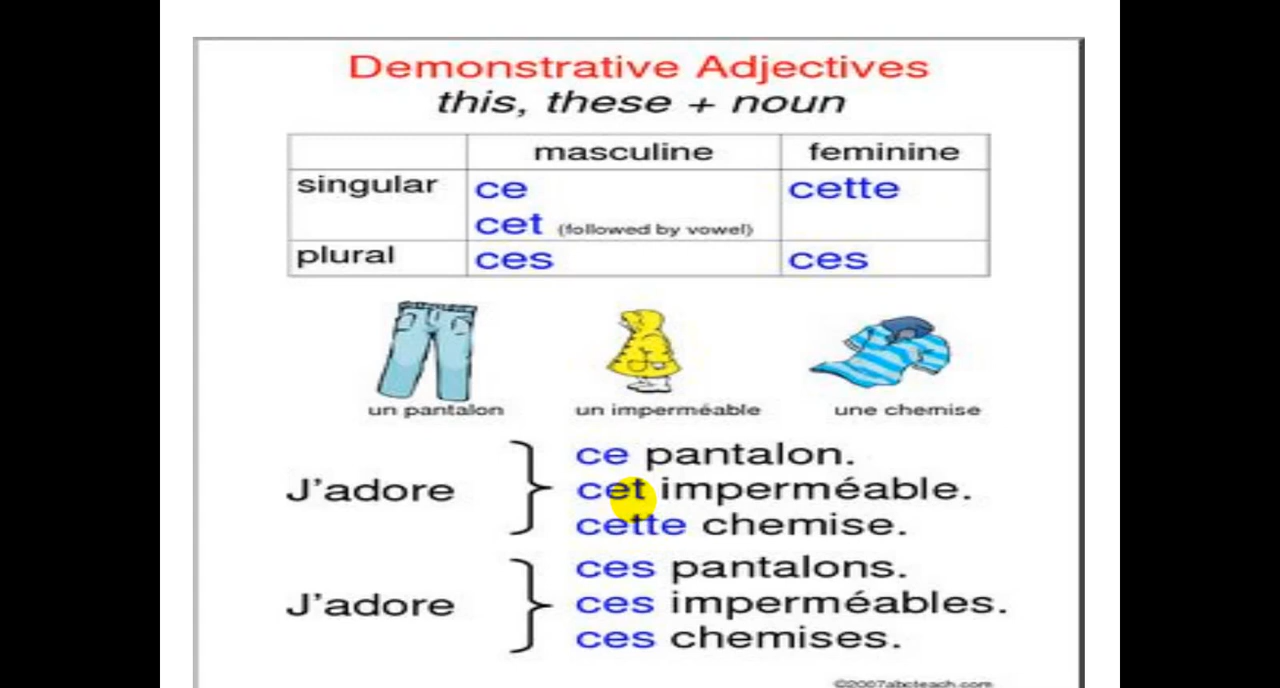 Demonstrative Adjectives
this, these + noun
masculine feminine
singular ce cette
cet (followed by vowel)
plural ces ces
un pantalon un imperméable une chemise
ce pantalon.
J'adore cet imperméable.
cette chemise.
ces pantalons.
J'adore ces imperméables.
ces chemises.
©2007abcteach.com